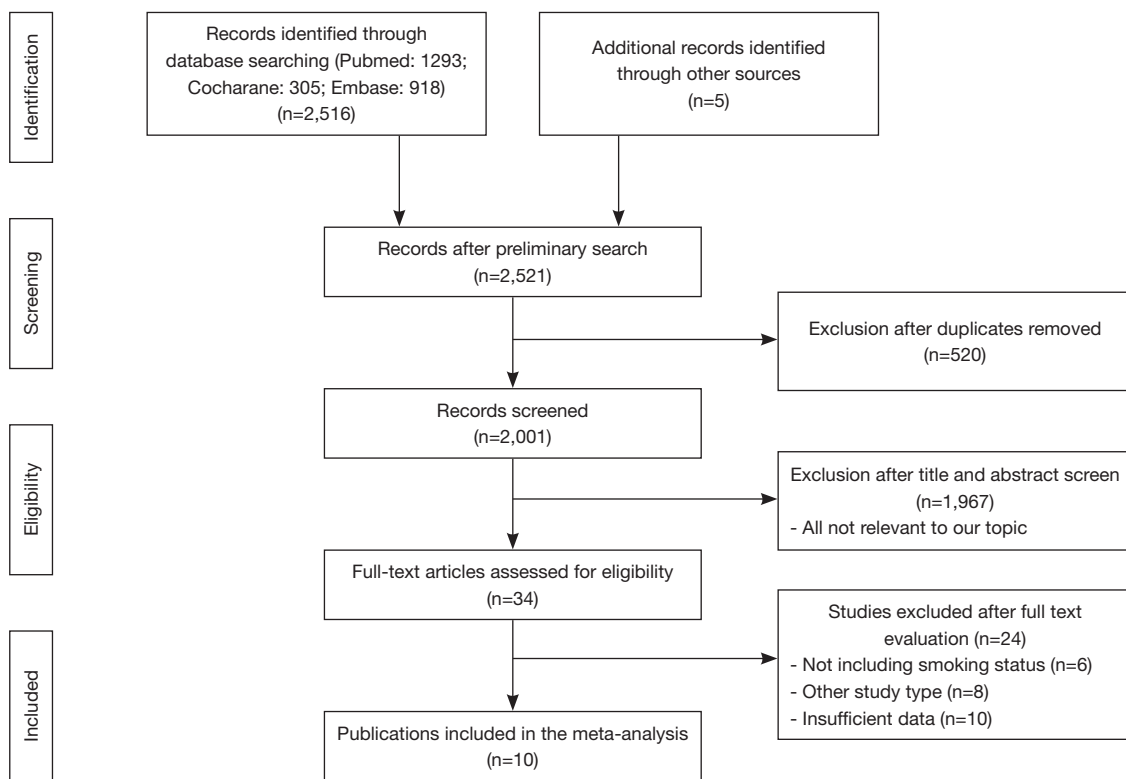 Identification
Records identified through
database searching (Pubmed: 1293;
Cocharane: 305; Embase: 918)
(n=2,516)
Additional records identified
through other sources
(n=5)
Screening
Records after preliminary search
(n=2,521)
Exclusion after duplicates removed
(n=520)
Records screened
(n=2,001)
Eligibility
Exclusion after title and abstract screen
(n=1,967)
- All not relevant to our topic
Full-text articles assessed for eligibility
(n=34)
Included
Studies excluded after full text
evaluation (n=24)
- Not including smoking status (n=6)
- Other study type (n=8)
- Insufficient data (n=10)
Publications included in the meta-analysis
(n=10)